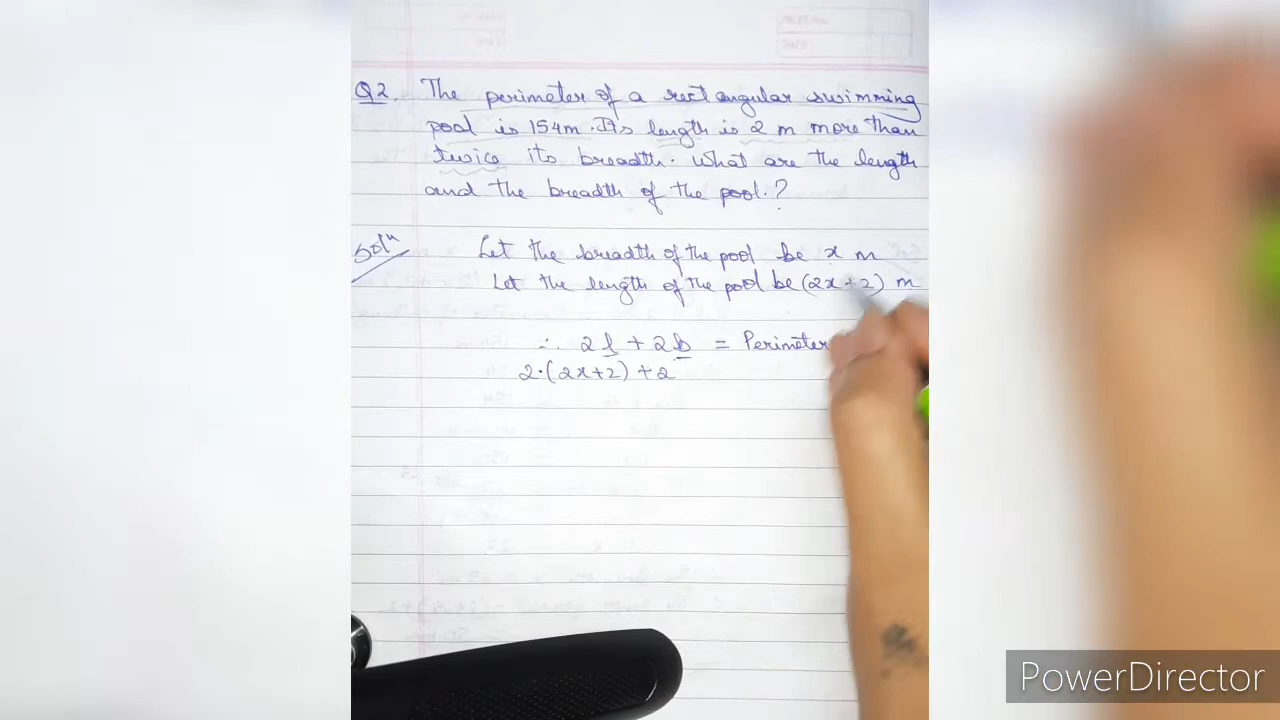 Q2. The perimeter of a rectangular swimming
pool is 154m. Its length is 2 m more than
twice its breadth. What are the length
and the breadth of the pool.?
Solⁿ Let the breadth of the pool be x m
Let the length of the pool be (2x+2) m
∴ 2l + 2b = Perimeter
2·(2x+2) + 2
PowerDirector